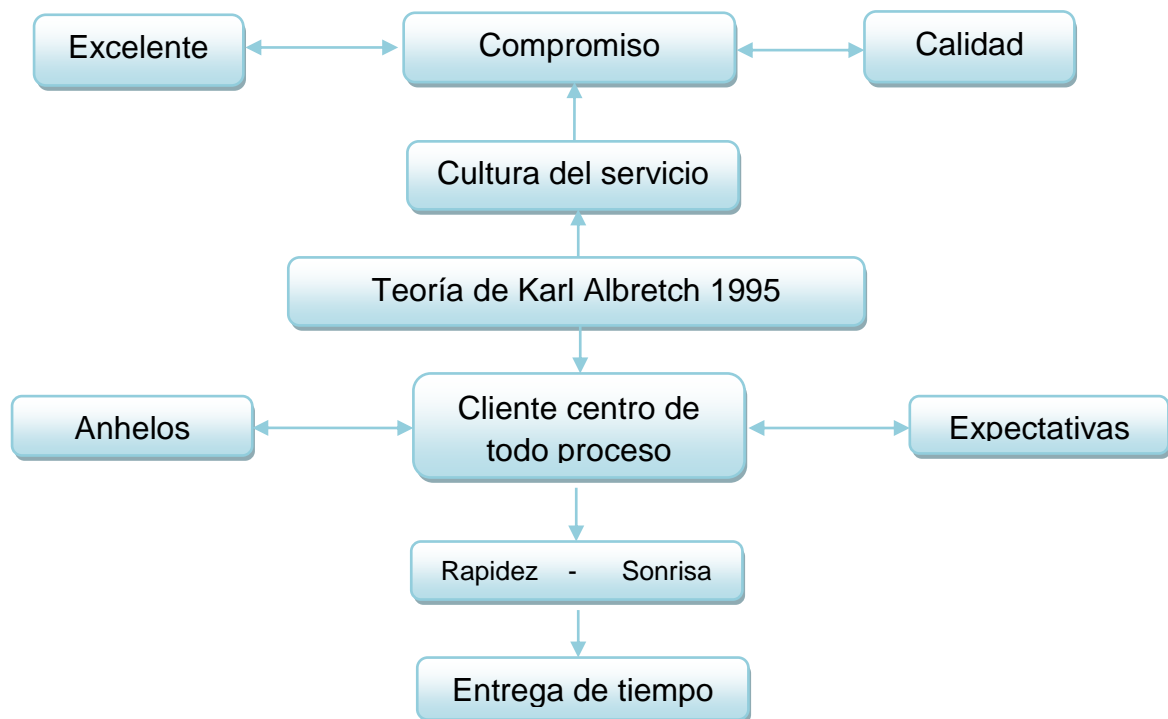 Excelente
Compromiso
Calidad
Cultura del servicio
Teoría de Karl Albretch 1995
Anhelos
Cliente centro de
todo proceso
Expectativas
Rapidez - Sonrisa
Entrega de tiempo